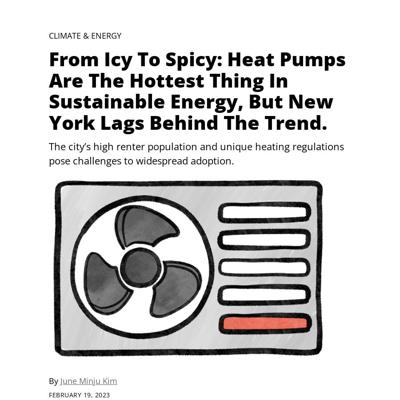 CLIMATE & ENERGY
From Icy To Spicy: Heat Pumps
Are The Hottest Thing In
Sustainable Energy, But New
York Lags Behind The Trend.
The city’s high renter population and unique heating regulations
pose challenges to widespread adoption.
By June Minju Kim
FEBRUARY 19, 2023